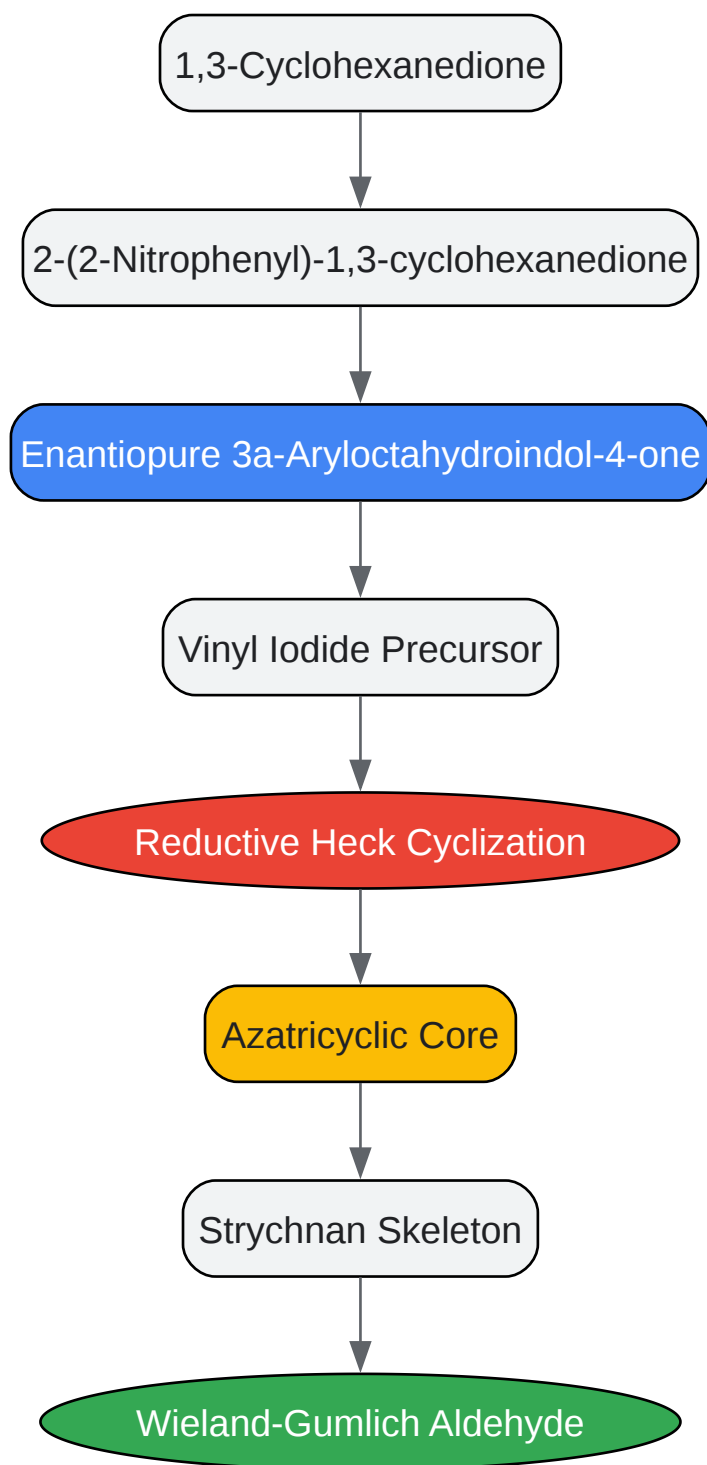 1,3-Cyclohexanedione
2-(2-Nitrophenyl)-1,3-cyclohexanedione
Enantiopure 3a-Aryloctahydroindol-4-one
Vinyl Iodide Precursor
Reductive Heck Cyclization
Azatricyclic Core
Strychnan Skeleton
Wieland-Gumlich Aldehyde